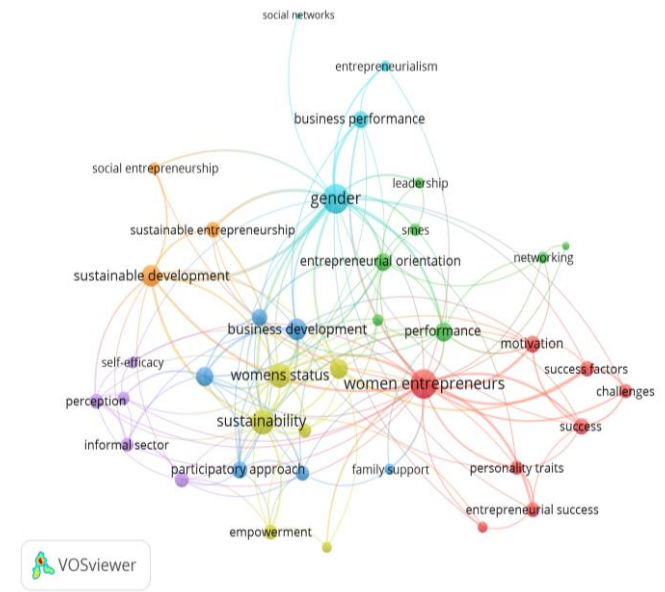 social networks
entrepreneurialism
business performance
social entrepreneurship
leadership
gender
sustainable entrepreneurship
smes
entrepreneurial orientation
networking
sustainable development
business development
performance
motivation
self-efficacy
success factors
womens status
women entrepreneurs
challenges
perception
sustainability
success
informal sector
participatory approach
family support
personality traits
entrepreneurial success
empowerment
VOSviewer